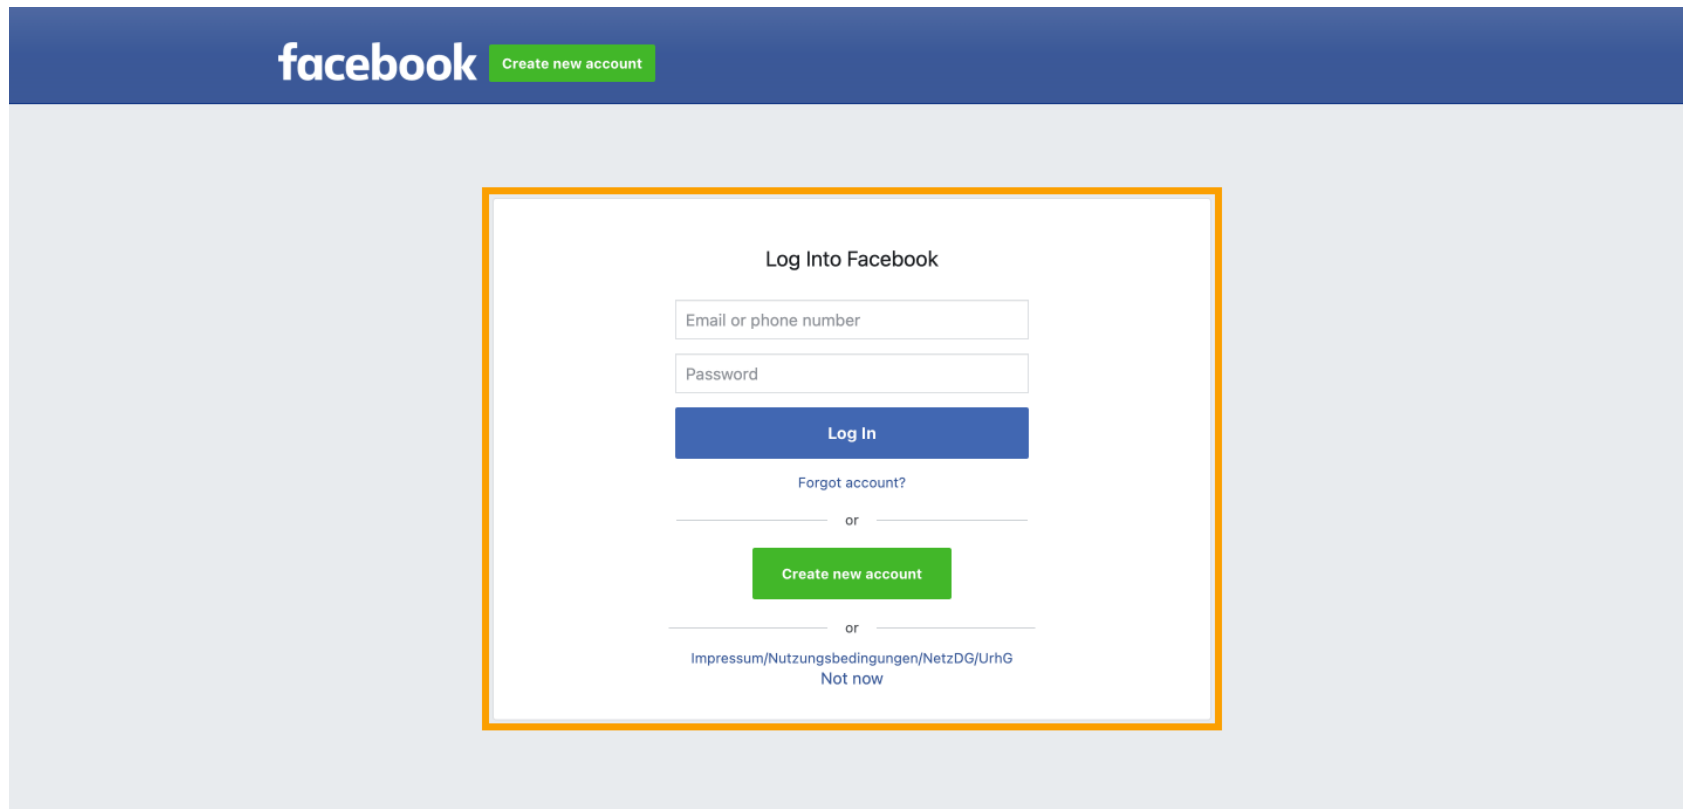 facebook Create new account
Log Into Facebook
Email or phone number
Password
Log In
Forgot account?
or
Create new account
or
Impressum/Nutzungsbedingungen/NetzDG/UrhG
Not now